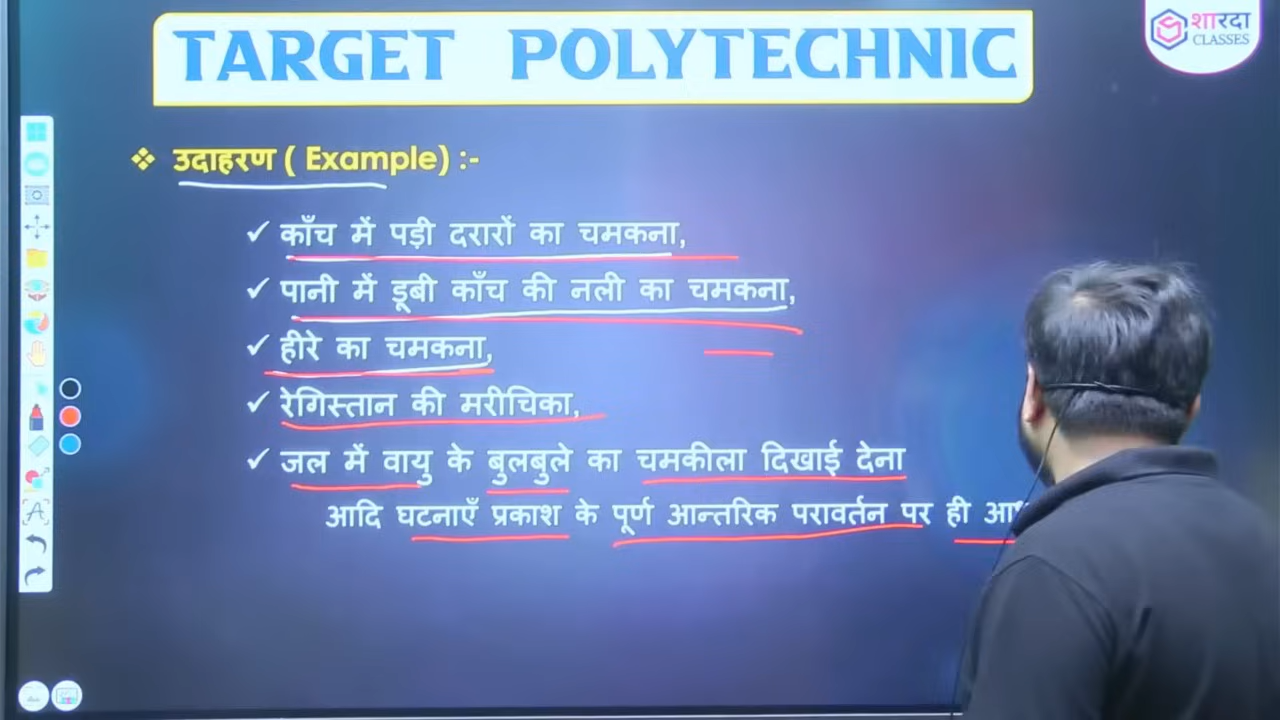 TARGET POLYTECHNIC
शारदा
CLASSES
❖ उदाहरण ( Example) :-
✓ काँच में पड़ी दरारों का चमकना,
✓ पानी में डूबी काँच की नली का चमकना,
✓ हीरे का चमकना,
✓ रेगिस्तान की मरीचिका,
✓ जल में वायु के बुलबुले का चमकीला दिखाई देना
आदि घटनाएँ प्रकाश के पूर्ण आन्तरिक परावर्तन पर ही